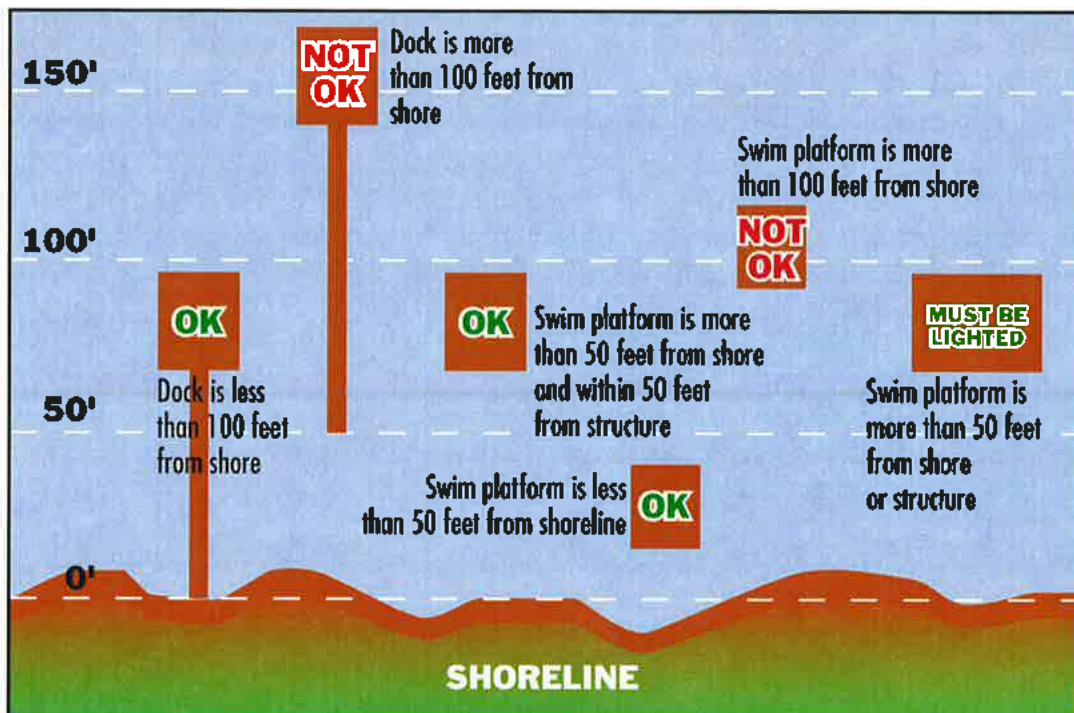 150'
NOT
OK
Dock is more
than 100 feet from
shore
Swim platform is more
than 100 feet from shore
NOT
OK
100'
OK
Dock is less
than 100 feet
from shore
OK
Swim platform is more
than 50 feet from shore
and within 50 feet
from structure
MUST BE
LIGHTED
Swim platform is
more than 50 feet
from shore
or structure
50'
Swim platform is less
than 50 feet from shoreline
OK
0'
SHORELINE